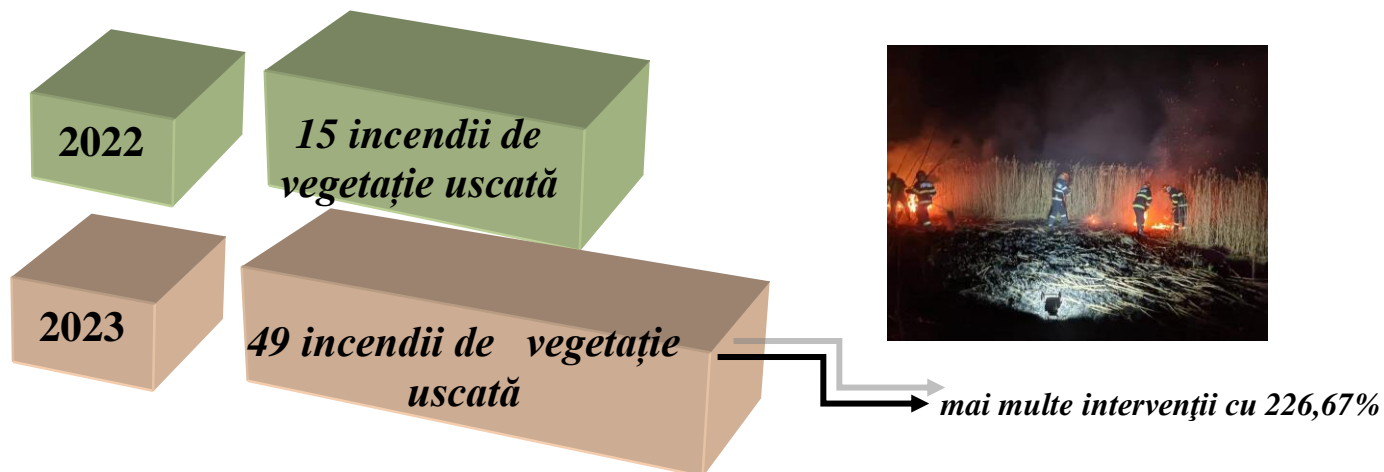 2022
15 incendii de
vegetație uscată
2023
49 incendii de vegetație
uscată
mai multe intervenţii cu 226,67%